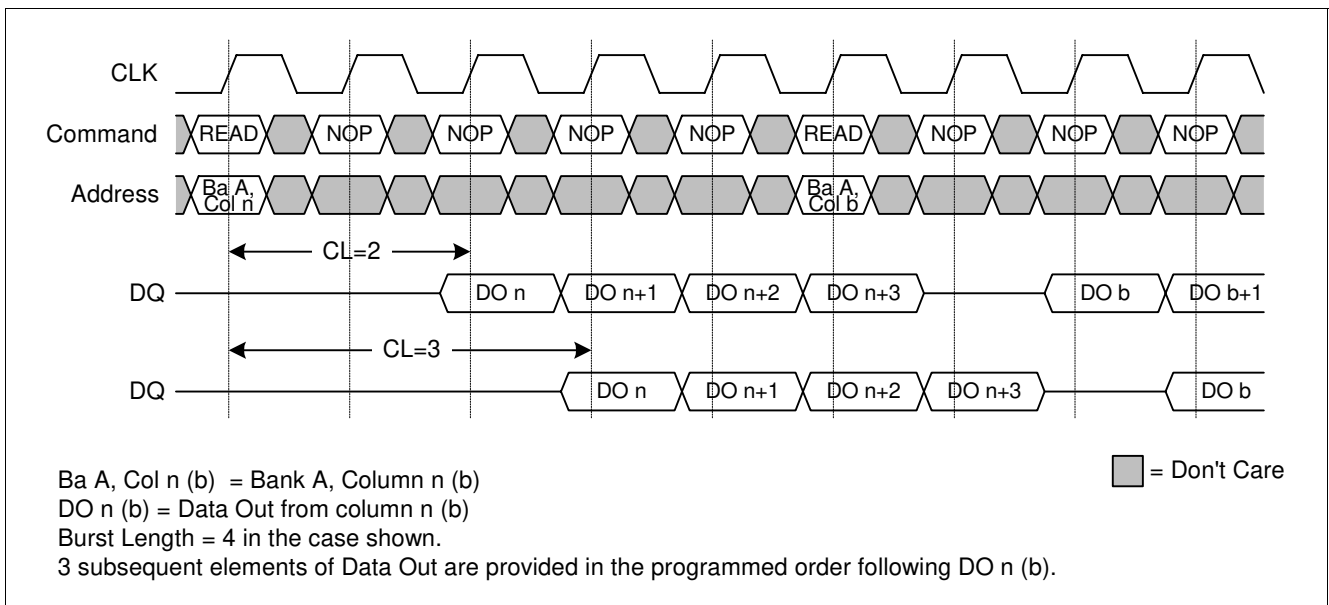 CLK
Command READ NOP NOP NOP NOP READ NOP NOP NOP
Address Ba A, Col n Ba A, Col b
CL=2
DQ DO n DO n+1 DO n+2 DO n+3 DO b DO b+1
CL=3
DQ DO n DO n+1 DO n+2 DO n+3 DO b
Ba A, Col n (b) = Bank A, Column n (b)
= Don't Care
DO n (b) = Data Out from column n (b)
Burst Length = 4 in the case shown.
3 subsequent elements of Data Out are provided in the programmed order following DO n (b).